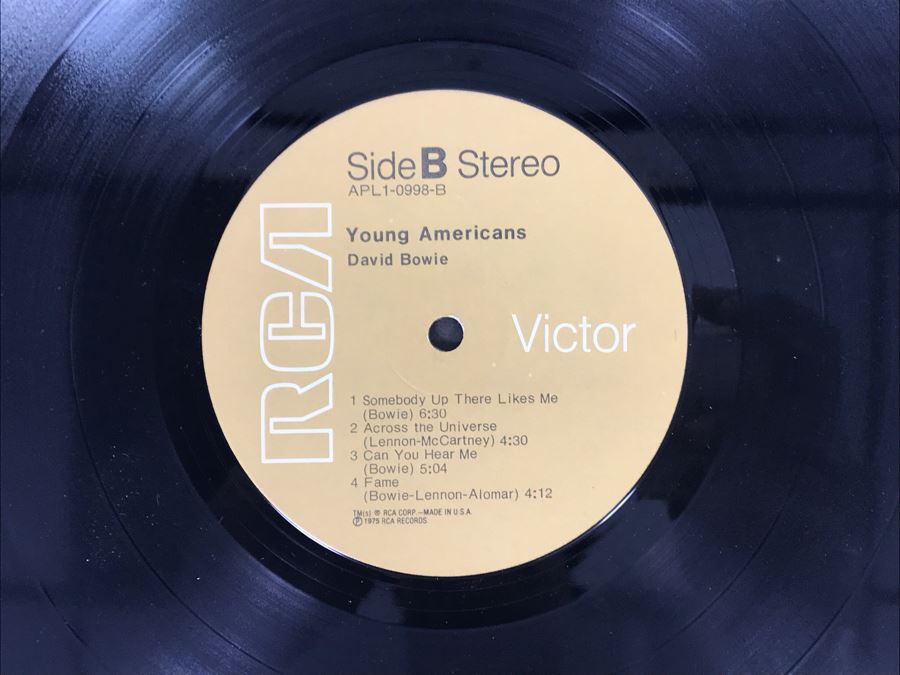 Side B Stereo
APL1-0998-B
Young Americans
David Bowie
RCA
Victor
1 Somebody Up There Likes Me
(Bowie) 6:30
2 Across the Universe
(Lennon-McCartney) 4:30
3 Can You Hear Me
(Bowie) 5:04
4 Fame
(Bowie-Lennon-Alomar) 4:12
TM(s) ® RCA CORP.—MADE IN U.S.A.
℗ 1975 RCA RECORDS